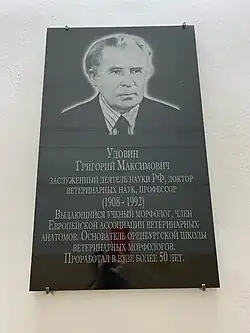 Удовин
Григорий Максимович
заслуженный деятель науки РФ, доктор
ветеринарных наук, профессор
(1908 - 1992)
Выдающийся ученый морфолог, член
Европейской ассоциации ветеринарных
анатомов. Основатель оренбургской школы
ветеринарных морфологов.
Проработал в вузе более 50 лет.